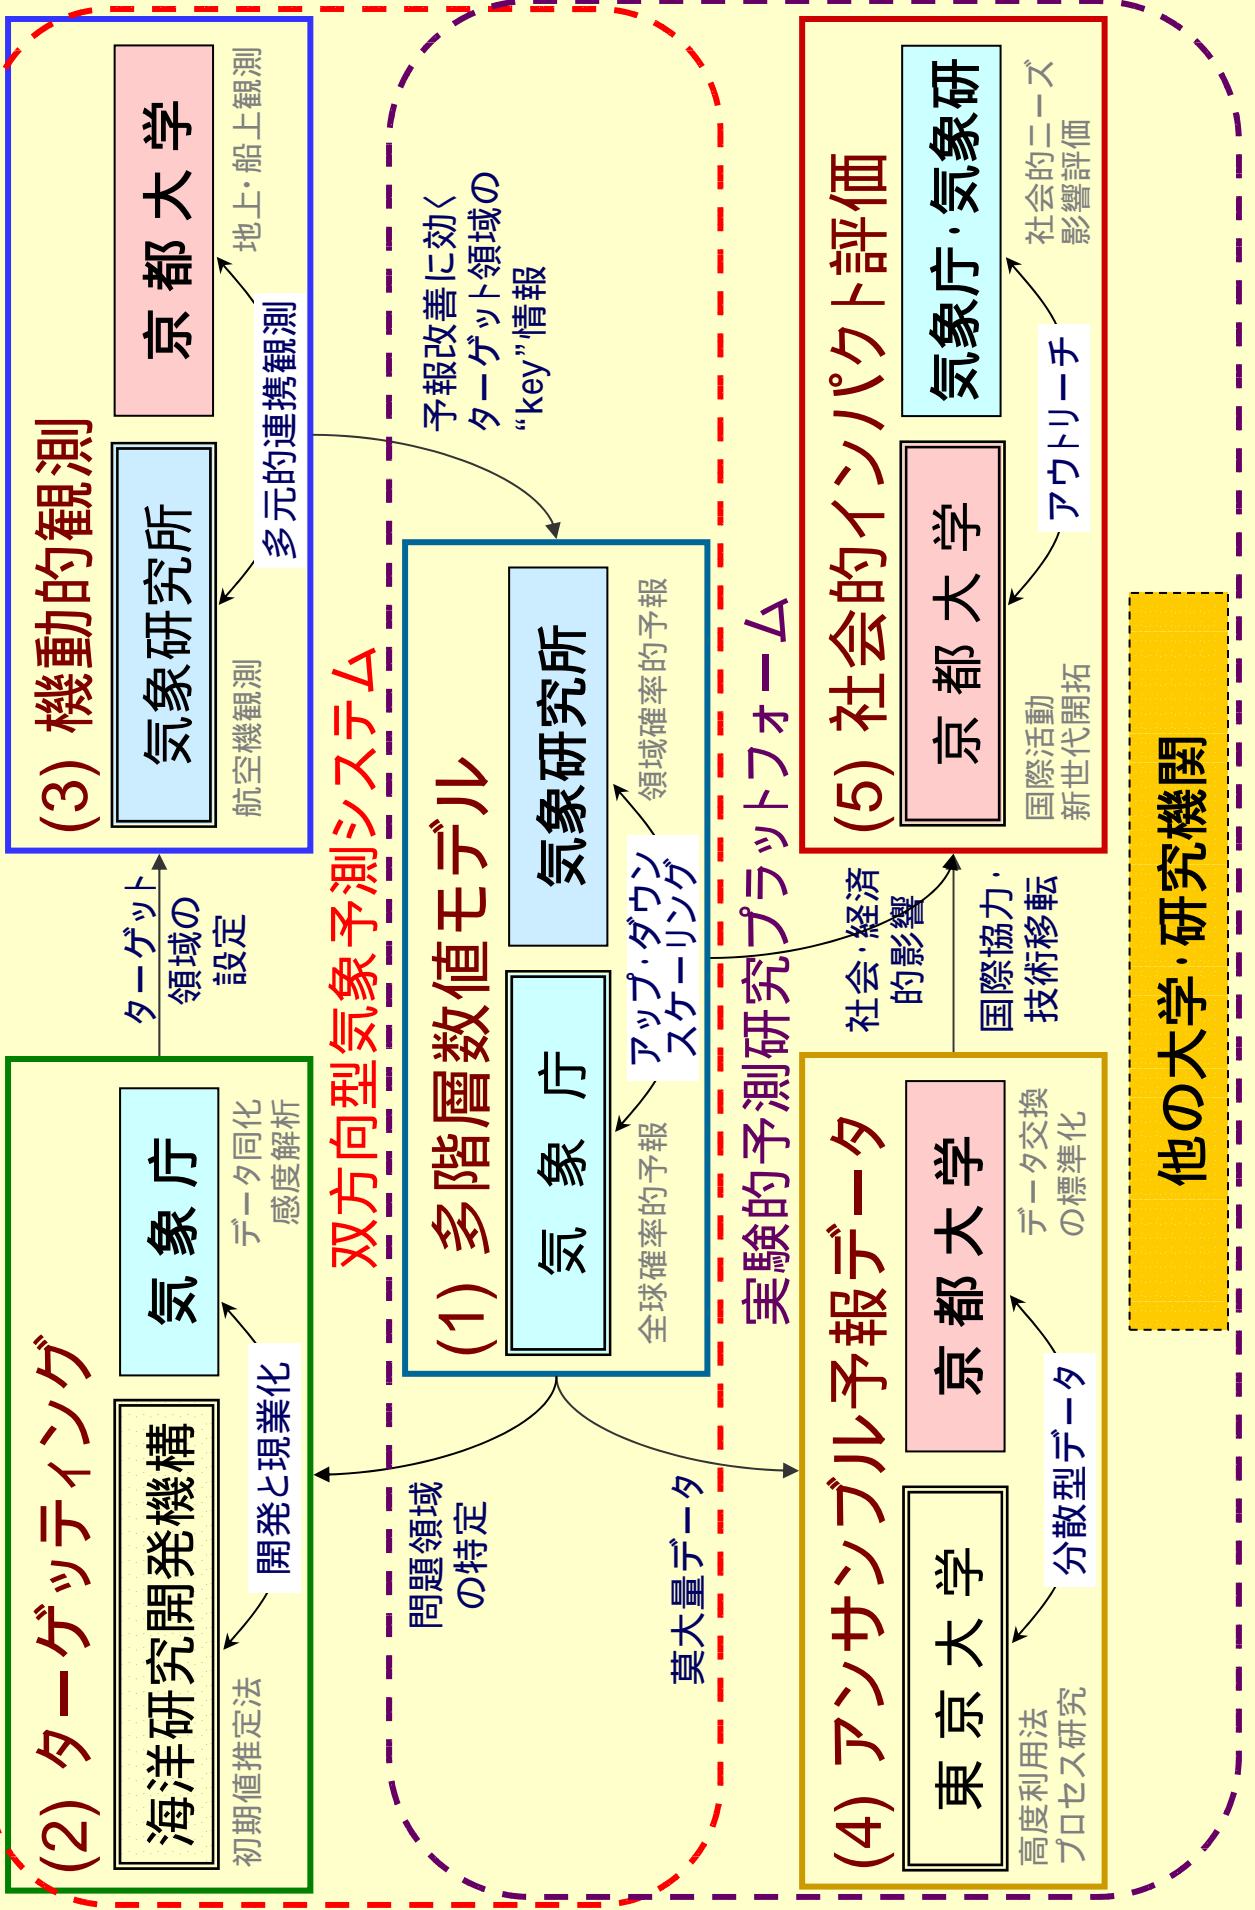 (2) ターゲッティング
海洋研究開発機構
気象庁
初期値推定法
開発と現業化
データ同化
感度解析
ターゲット
領域の
設定
(3) 機動的観測
気象研究所
京都大学
航空機観測
多元的連携観測
地上・船上観測
双方向型気象予測システム
問題領域
の特定
予報改善に効く
ターゲット領域の
“key”情報
(1) 多階層数値モデル
気象庁
気象研究所
全球確率的予報
アップ・ダウン
スケーリング
領域確率的予報
莫大量データ
実験的予測研究プラットフォーム
(4) アンサンブル予報データ
東京大学
京都大学
高度利用法
プロセス研究
分散型データ
データ交換
の標準化
社会・経済
的影響
国際協力・
技術移転
(5) 社会的インパクト評価
京都大学
気象庁・気象研
国際活動
新世代開拓
アウトリーチ
社会的ニーズ
影響評価
他の大学・研究機関